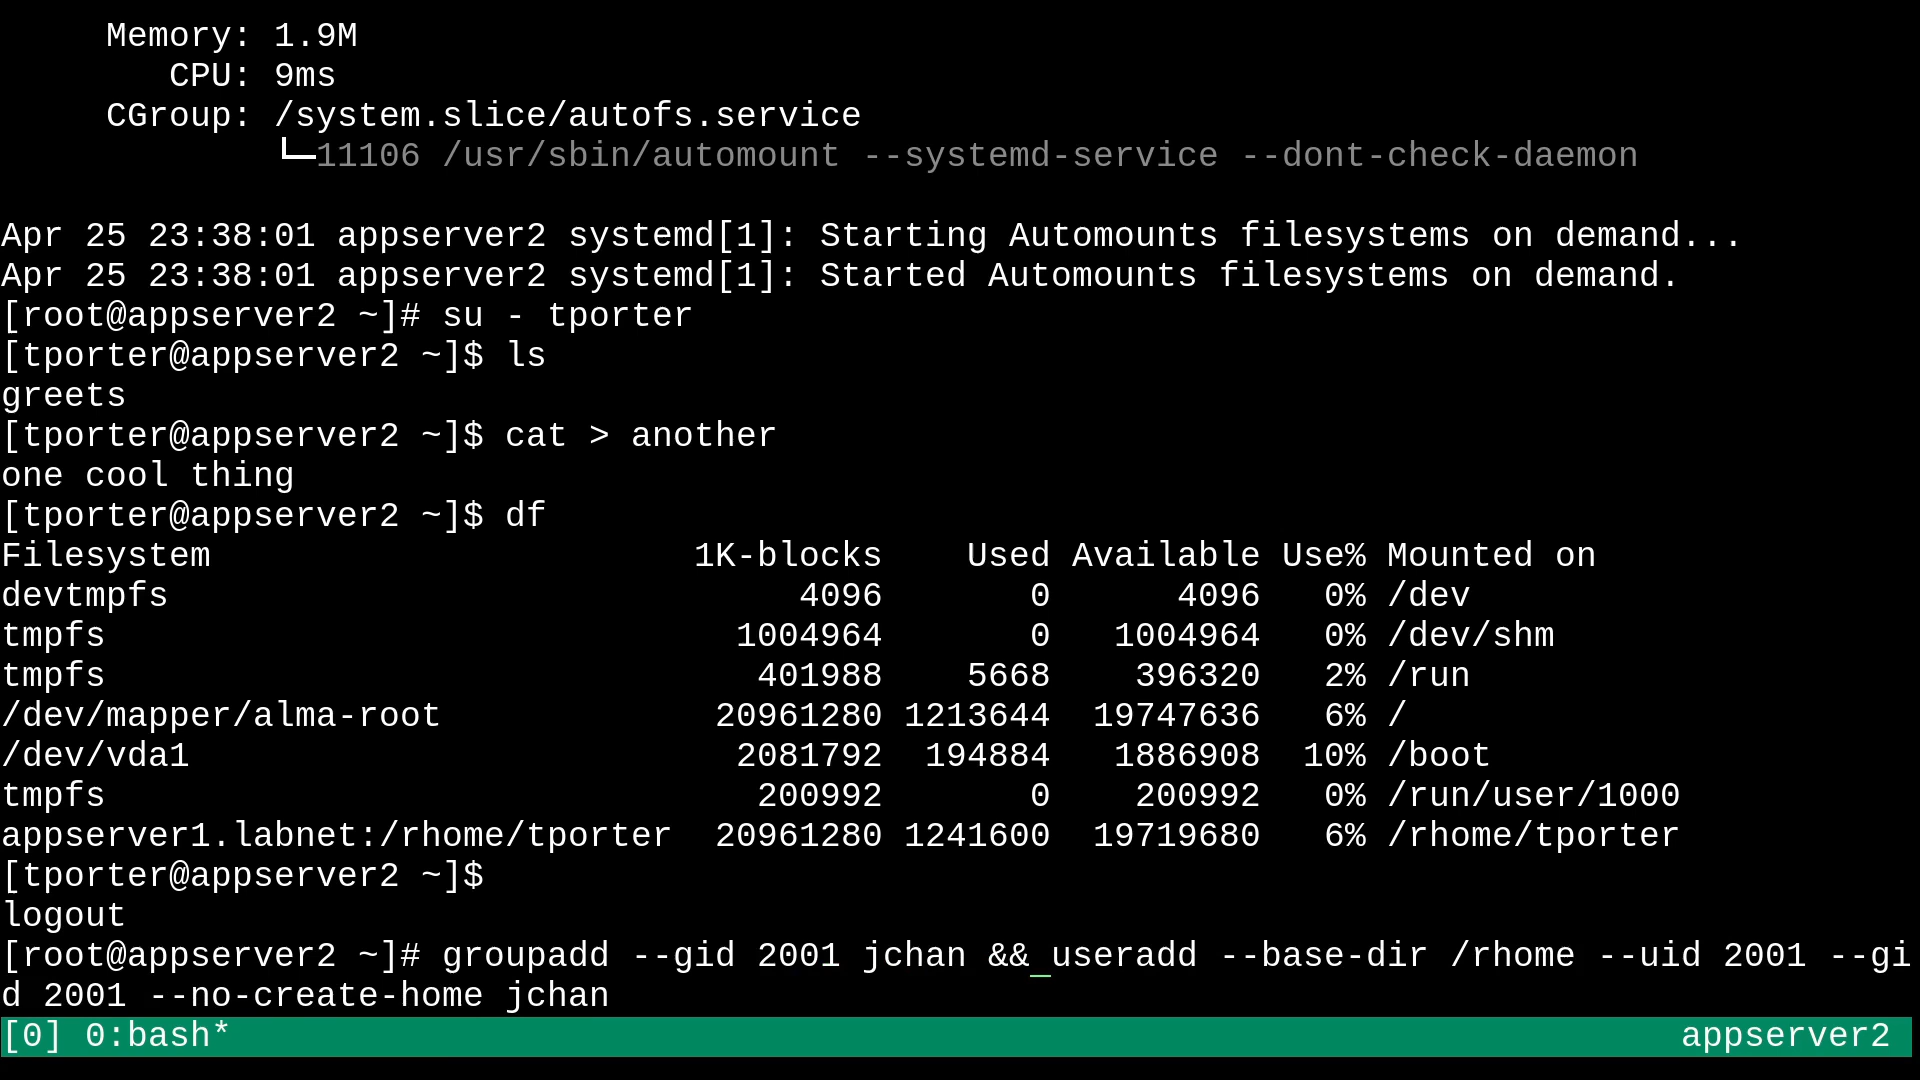 Memory: 1.9M
CPU: 9ms
CGroup: /system.slice/autofs.service
└─11106 /usr/sbin/automount --systemd-service --dont-check-daemon
Apr 25 23:38:01 appserver2 systemd[1]: Starting Automounts filesystems on demand...
Apr 25 23:38:01 appserver2 systemd[1]: Started Automounts filesystems on demand.
[root@appserver2 ~]# su - tporter
[tporter@appserver2 ~]$ ls
greets
[tporter@appserver2 ~]$ cat > another
one cool thing
[tporter@appserver2 ~]$ df
Filesystem 1K-blocks Used Available Use% Mounted on
devtmpfs 4096 0 4096 0% /dev
tmpfs 1004964 0 1004964 0% /dev/shm
tmpfs 401988 5668 396320 2% /run
/dev/mapper/alma-root 20961280 1213644 19747636 6% /
/dev/vda1 2081792 194884 1886908 10% /boot
tmpfs 200992 0 200992 0% /run/user/1000
appserver1.labnet:/rhome/tporter 20961280 1241600 19719680 6% /rhome/tporter
[tporter@appserver2 ~]$
logout
[root@appserver2 ~]# groupadd --gid 2001 jchan && useradd --base-dir /rhome --uid 2001 --gi
d 2001 --no-create-home jchan
[0] 0:bash* appserver2